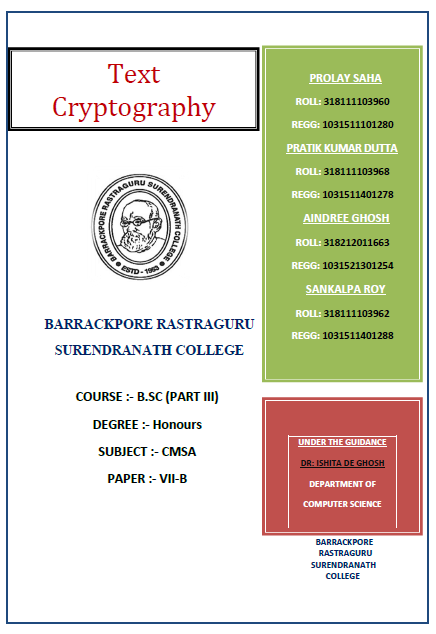 Text
Cryptography
BARRACKPORE RASTRAGURU SURENDRANATH COLLEGE
ESTD - 1953
BARRACKPORE RASTRAGURU
SURENDRANATH COLLEGE
COURSE :- B.SC (PART III)
DEGREE :- Honours
SUBJECT :- CMSA
PAPER :- VII-B
PROLAY SAHA
ROLL: 318111103960
REGG: 1031511101280
PRATIK KUMAR DUTTA
ROLL: 318111103968
REGG: 1031511401278
AINDREE GHOSH
ROLL: 318212011663
REGG: 1031521301254
SANKALPA ROY
ROLL: 318111103962
REGG: 1031511401288
UNDER THE GUIDANCE
DR: ISHITA DE GHOSH
DEPARTMENT OF
COMPUTER SCIENCE
BARRACKPORE
RASTRAGURU
SURENDRANATH
COLLEGE